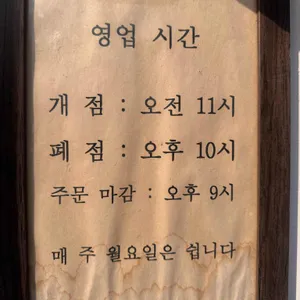 영업 시간
개 점 : 오전 11시
폐 점 : 오후 10시
주문 마감 : 오후 9시
매 주 월요일은 쉽니다